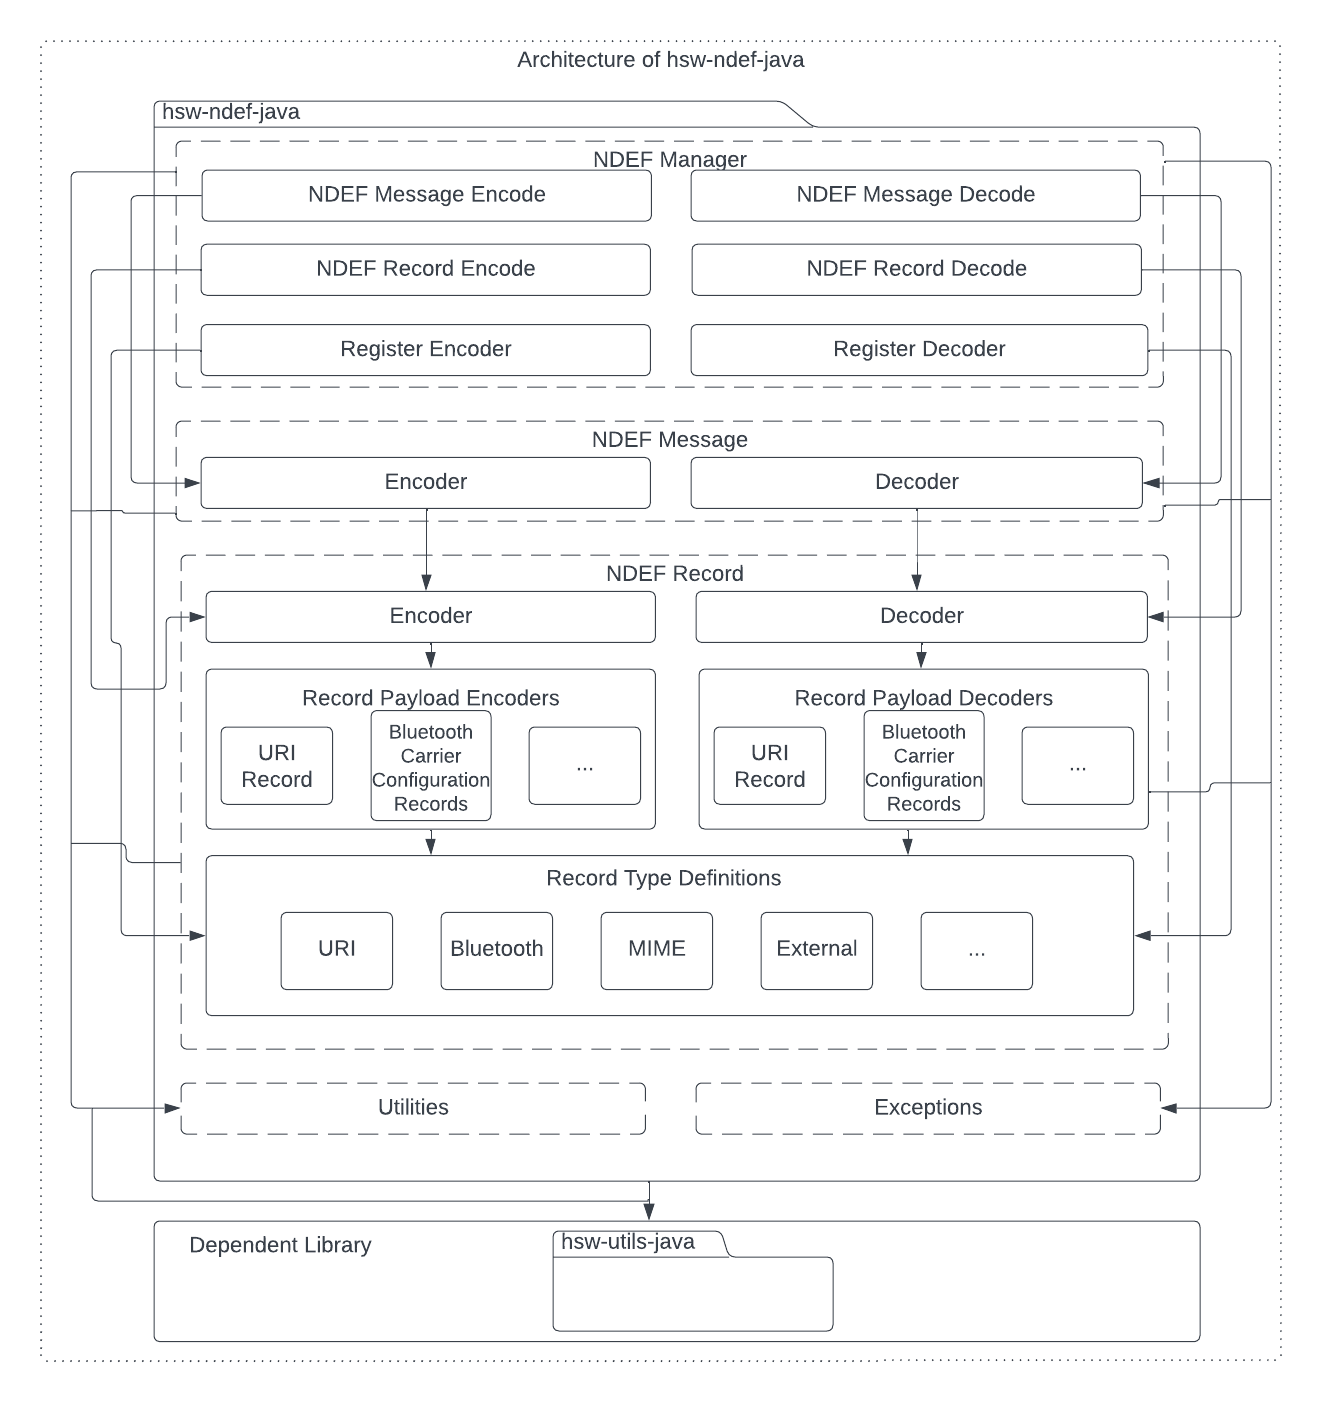 Architecture of hsw-ndef-java
hsw-ndef-java
NDEF Manager
NDEF Message Encode
NDEF Message Decode
NDEF Record Encode
NDEF Record Decode
Register Encoder
Register Decoder
NDEF Message
Encoder
Decoder
NDEF Record
Encoder
Decoder
Record Payload Encoders
URI
Record
Bluetooth
Carrier
Configuration
Records
...
Record Payload Decoders
URI
Record
Bluetooth
Carrier
Configuration
Records
...
Record Type Definitions
URI
Bluetooth
MIME
External
...
Utilities
Exceptions
Dependent Library
hsw-utils-java